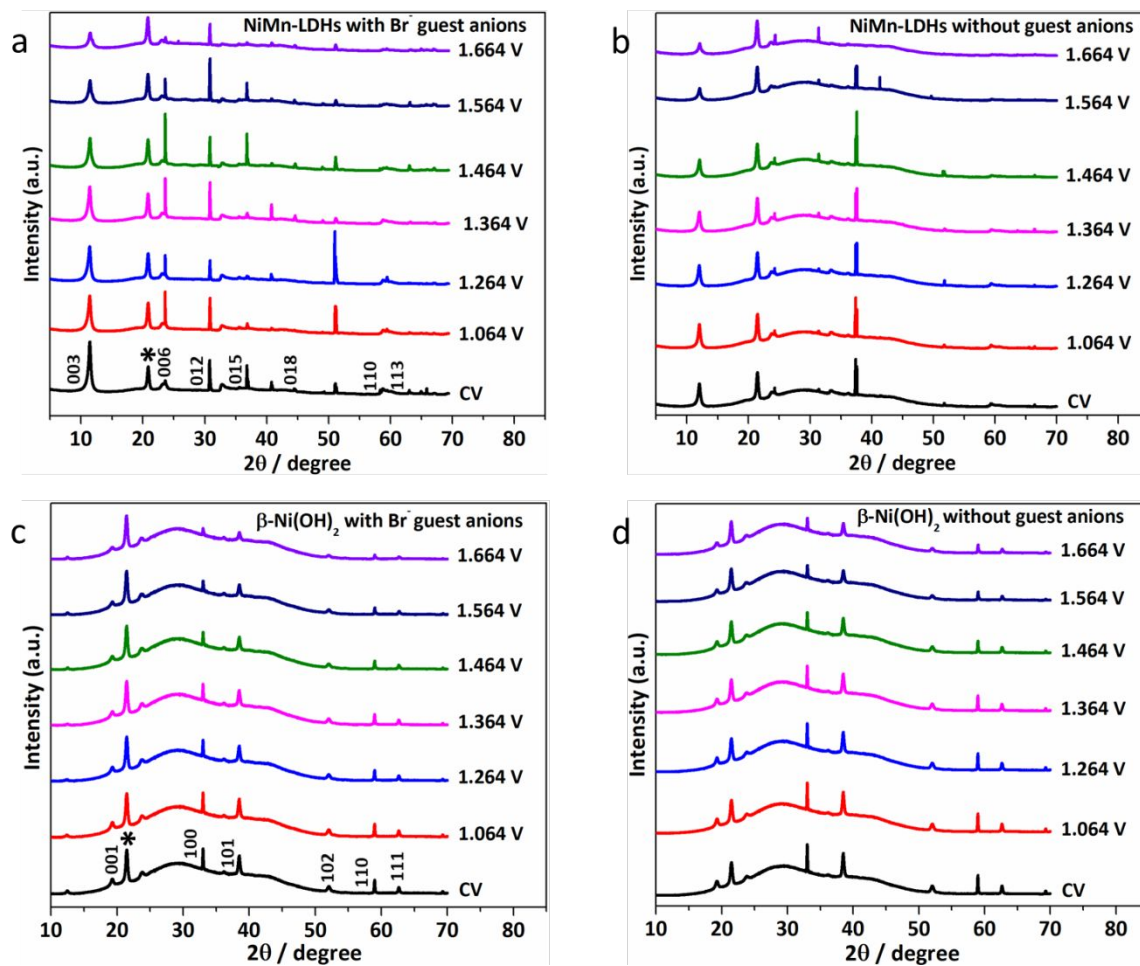 a
NiMn-LDHs with Br⁻ guest anions
1.664 V
1.564 V
1.464 V
1.364 V
1.264 V
1.064 V
CV
003
*
006
012
015
018
110
113
Intensity (a.u.)
10 20 30 40 50 60 70 80
2θ / degree
b
NiMn-LDHs without guest anions
1.664 V
1.564 V
1.464 V
1.364 V
1.264 V
1.064 V
CV
Intensity (a.u.)
10 20 30 40 50 60 70 80
2θ / degree
c
β-Ni(OH)₂ with Br⁻ guest anions
1.664 V
1.564 V
1.464 V
1.364 V
1.264 V
1.064 V
CV
001
*
100
101
102
110
111
Intensity (a.u.)
10 20 30 40 50 60 70 80
2θ / degree
d
β-Ni(OH)₂ without guest anions
1.664 V
1.564 V
1.464 V
1.364 V
1.264 V
1.064 V
CV
Intensity (a.u.)
10 20 30 40 50 60 70 80
2θ / degree